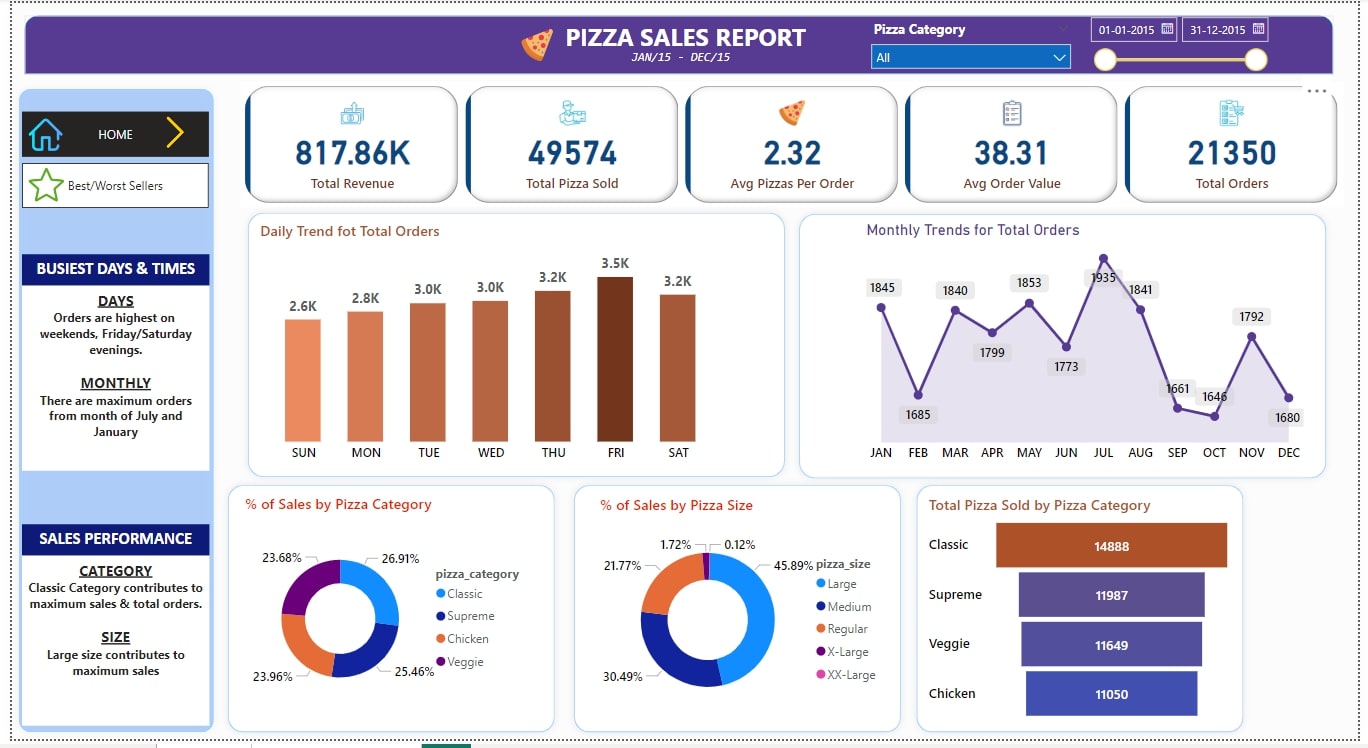 PIZZA SALES REPORT
JAN/15 - DEC/15
Pizza Category
All
01-01-2015
31-12-2015
HOME
Best/Worst Sellers
BUSIEST DAYS & TIMES
DAYS
Orders are highest on
weekends, Friday/Saturday
evenings.
MONTHLY
There are maximum orders
from month of July and
January
SALES PERFORMANCE
CATEGORY
Classic Category contributes to
maximum sales & total orders.
SIZE
Large size contributes to
maximum sales
817.86K
Total Revenue
49574
Total Pizza Sold
2.32
Avg Pizzas Per Order
38.31
Avg Order Value
21350
Total Orders
Daily Trend fot Total Orders
2.6K
2.8K
3.0K
3.0K
3.2K
3.5K
3.2K
SUN MON TUE WED THU FRI SAT
Monthly Trends for Total Orders
1845
1685
1840
1799
1853
1773
1935
1841
1661
1646
1792
1680
JAN FEB MAR APR MAY JUN JUL AUG SEP OCT NOV DEC
% of Sales by Pizza Category
23.68%
26.91%
23.96%
25.46%
pizza_category
Classic
Supreme
Chicken
Veggie
% of Sales by Pizza Size
1.72%
0.12%
21.77%
45.89%
30.49%
pizza_size
Large
Medium
Regular
X-Large
XX-Large
Total Pizza Sold by Pizza Category
Classic 14888
Supreme 11987
Veggie 11649
Chicken 11050